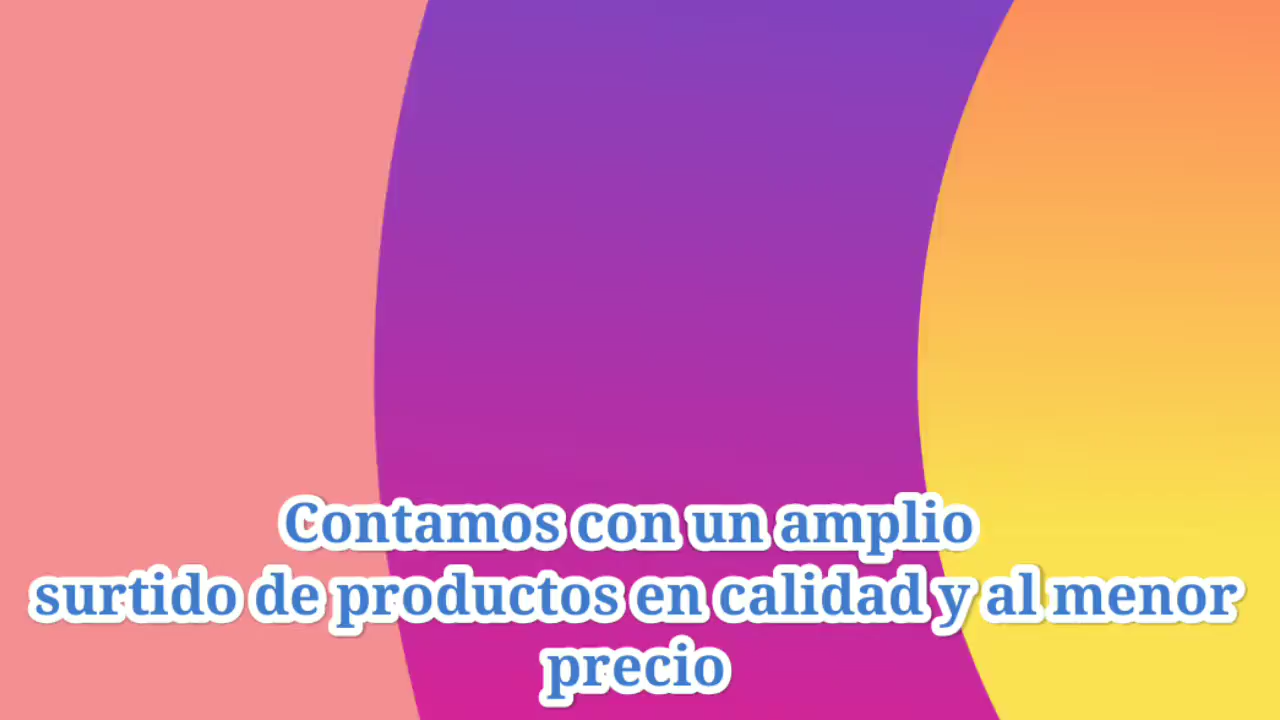 Contamos con un amplio
surtido de productos en calidad y al menor
precio